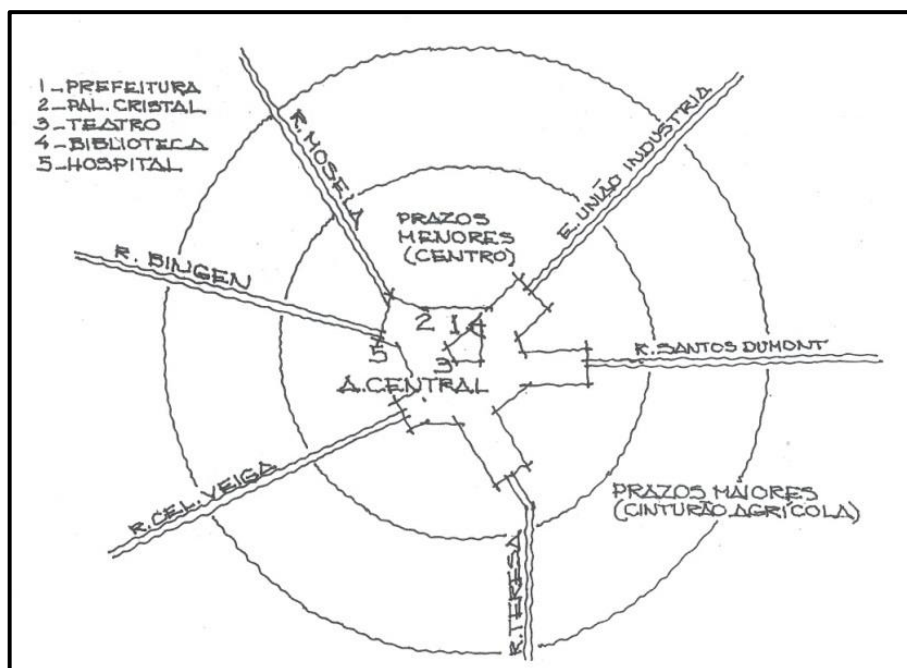 1-PREFEITURA
2-PAL. CRISTAL
3-TEATRO
4-BIBLIOTECA
5-HOSPITAL
R. MOSELA
E. UNIÃO INDUSTRIA
PRAZOS
MENORES
(CENTRO)
R. BINGEN
2 1 4
5 3
R. SANTOS DUMONT
A. CENTRAL
R. CEL. VEIGA
PRAZOS MAIORES
(CINTURÃO AGRÍCOLA)
R. TERESA